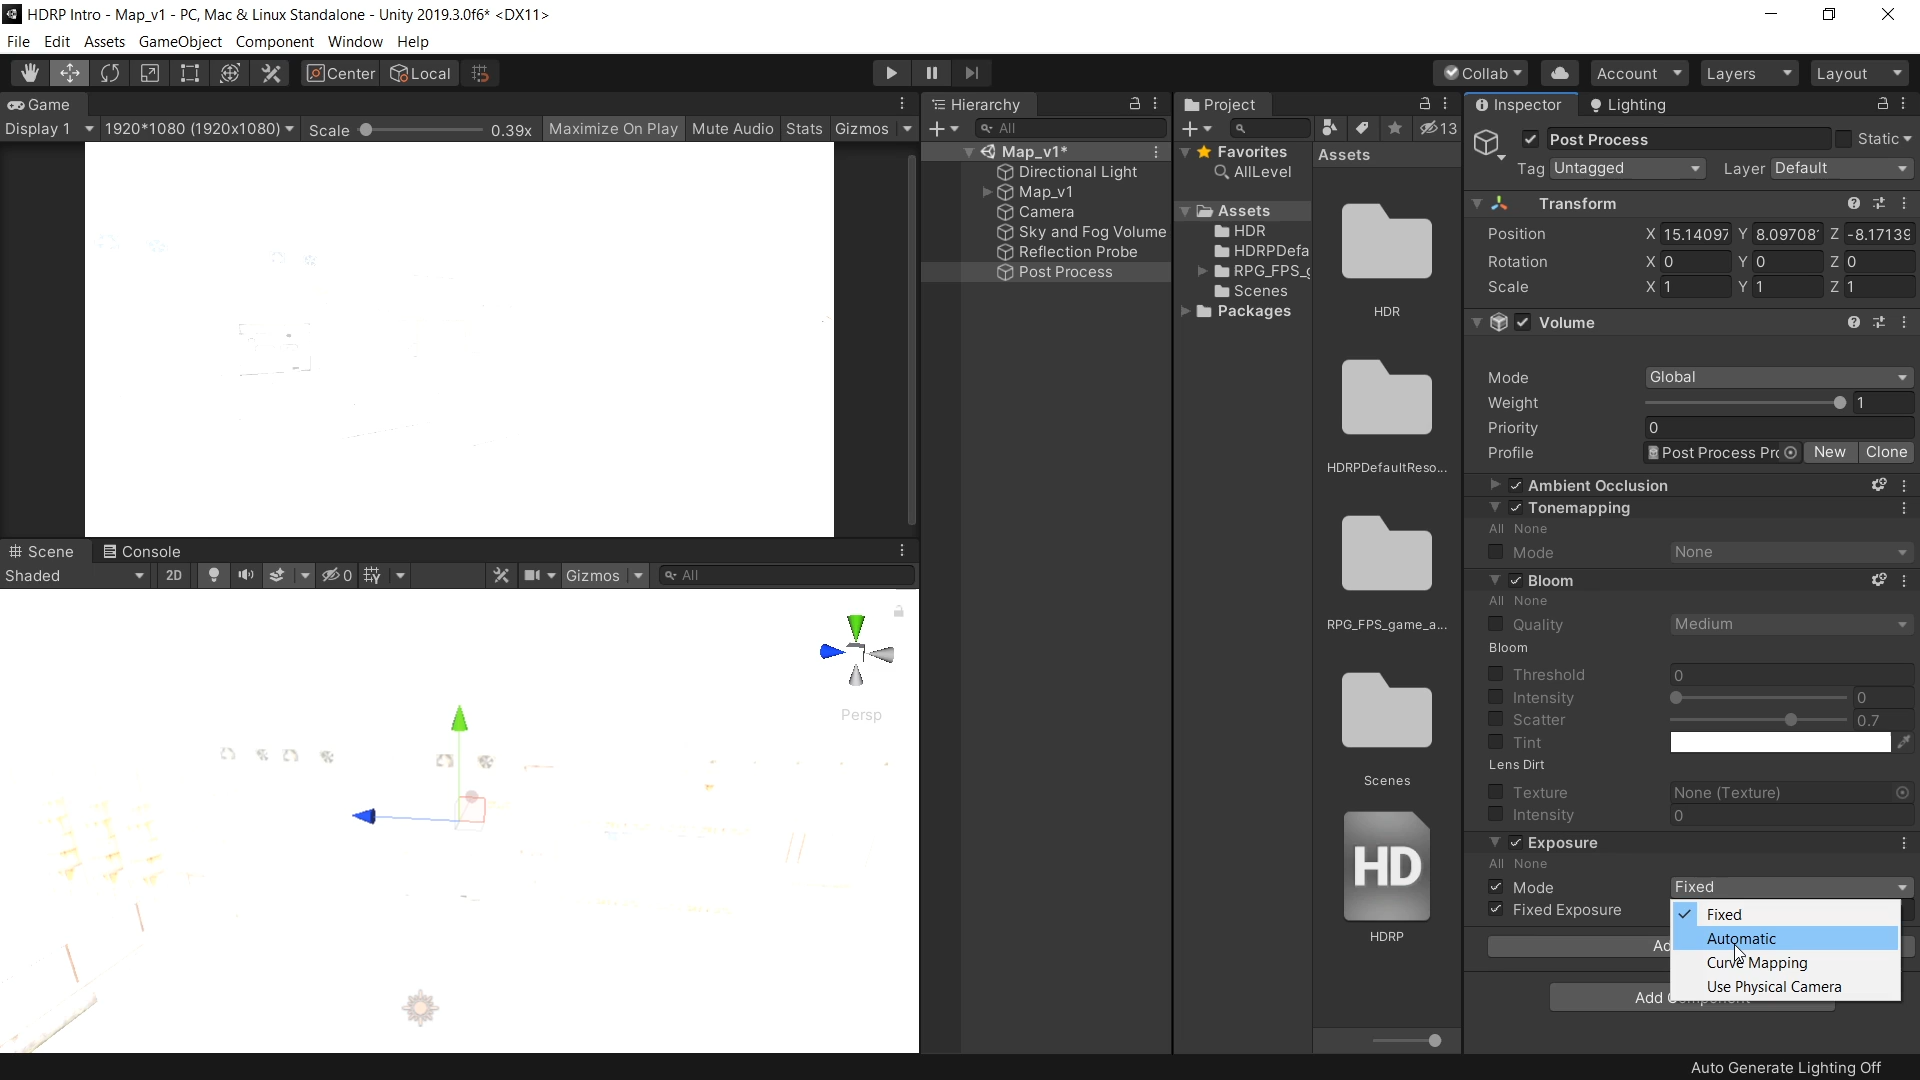 HDRP Intro - Map_v1 - PC, Mac & Linux Standalone - Unity 2019.3.0f6* <DX11>
File Edit Assets GameObject Component Window Help
Center Local Collab Account Layers Layout
Game
Display 1 1920*1080 (1920x1080) Scale 0.39x Maximize On Play Mute Audio Stats Gizmos
Scene Console
Shaded 2D 0 Gizmos All
Persp
Hierarchy
All
Map_v1*
Directional Light
Map_v1
Camera
Sky and Fog Volume
Reflection Probe
Post Process
Project
13
Favorites
AllLevel
Assets
HDR
HDRPDefa
RPG_FPS_
Scenes
Packages
Assets
HDR
HDRPDefaultReso...
RPG_FPS_game_a...
Scenes
HD
HDRP
Inspector Lighting
Post Process Static
Tag Untagged Layer Default
Transform
Position X 15.14097 Y 8.09708 Z -8.17139
Rotation X 0 Y 0 Z 0
Scale X 1 Y 1 Z 1
Volume
Mode Global
Weight 1
Priority 0
Profile Post Process Pro New Clone
Ambient Occlusion
Tonemapping
All None
Mode None
Bloom
All None
Quality Medium
Bloom
Threshold 0
Intensity 0
Scatter 0.7
Tint
Lens Dirt
Texture None (Texture)
Intensity 0
Exposure
All None
Mode Fixed
Fixed Exposure
Fixed
Automatic
Curve Mapping
Use Physical Camera
Ad
Add Component
Auto Generate Lighting Off